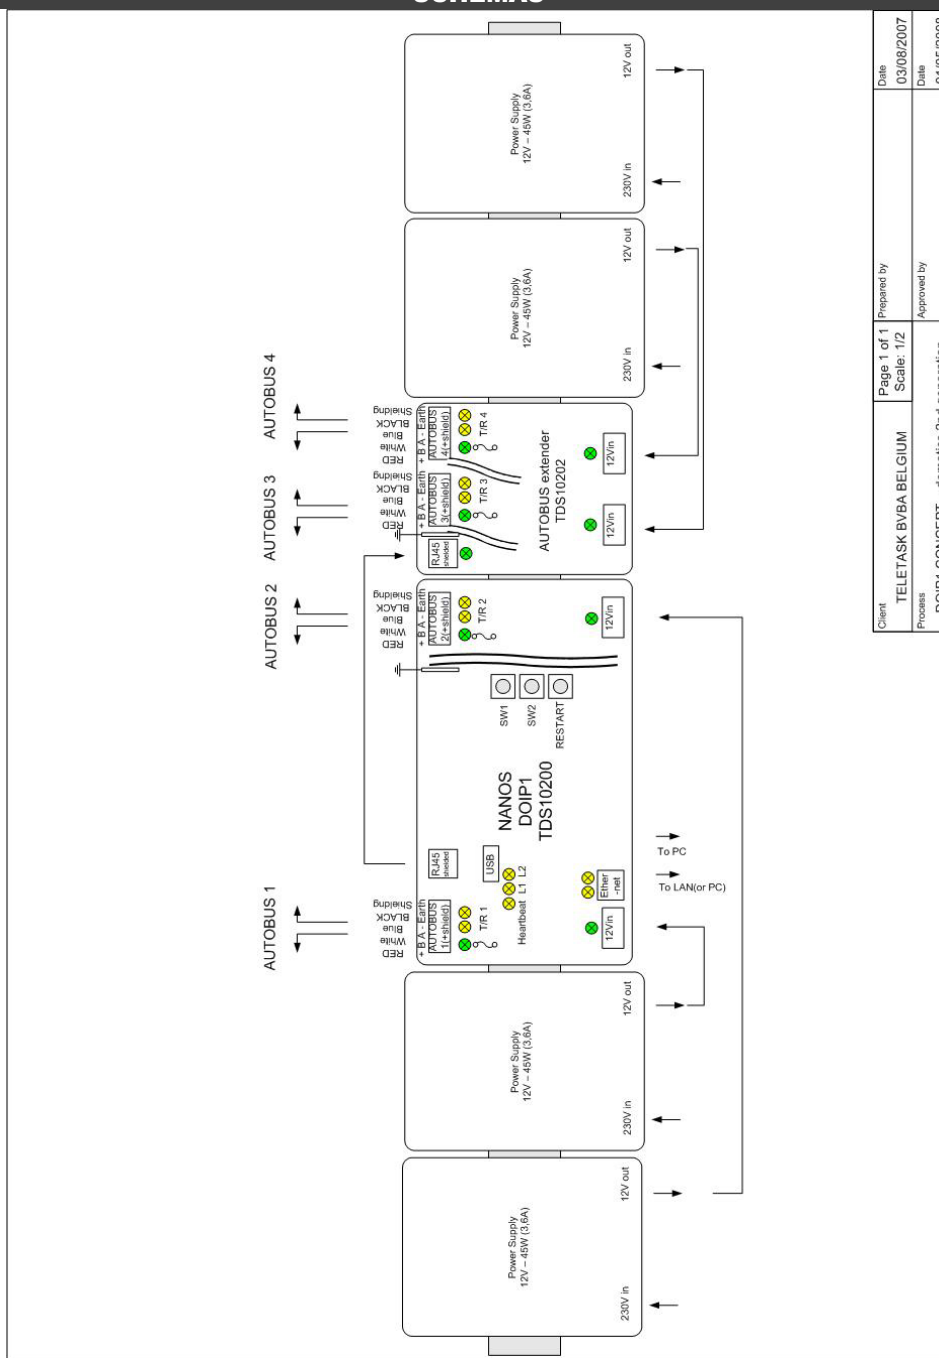 Power Supply
12V – 45W (3,6A)
230V in
12V out
Power Supply
12V – 45W (3,6A)
230V in
12V out
AUTOBUS 1
RED
White
Blue
BLACK
Shielding
+ B A - Earth
AUTOBUS
1(+shield)
T/R 1
Heartbeat
L1
L2
USB
RJ45
shielded
12Vin
Ether
-net
To LAN(or PC)
To PC
NANOS
DOIP1
TDS10200
SW1
SW2
RESTART
AUTOBUS 2
RED
White
Blue
BLACK
Shielding
+ B A - Earth
AUTOBUS
2(+shield)
T/R 2
12Vin
RJ45
shielded
AUTOBUS 3
RED
White
Blue
BLACK
Shielding
+ B A - Earth
AUTOBUS
3(+shield)
T/R 3
AUTOBUS 4
RED
White
Blue
BLACK
Shieldng
+ B A - Earth
AUTOBUS
4(+shield)
T/R 4
AUTOBUS extender
TDS10202
12Vin
12Vin
Power Supply
12V – 45W (3,6A)
230V in
12V out
Power Supply
12V – 45W (3,6A)
230V in
12V out
Client
TELETASK BVBA BELGIUM
Page 1 of 1
Scale: 1/2
Prepared by
Date
03/08/2007
Process
Approved by
Date